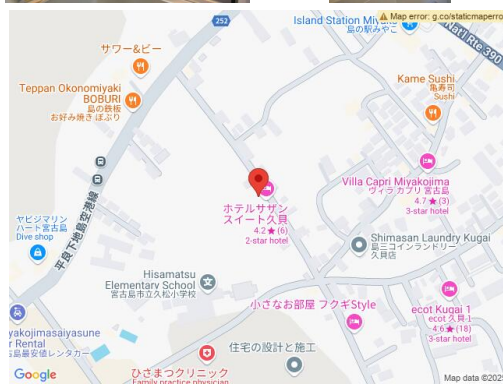 Map error: g.co/staticmaperro
Island Station Miyako
島の駅みやこ
Natl Rte 390
252
サワー&ビー
Teppan Okonomiyaki
BOBURI
島の鉄板
お好み焼き ぼぶり
Kame Sushi
亀寿司
Sushi
Villa Capri Miyakojima
ヴィラ カプリ 宮古島
4.7 ★ (3)
3-star hotel
ホテルサザン
スイート久貝
4.2 ★ (6)
2-star hotel
平良下地島空港線
ヤビジマリン
ハート宮古島
Dive shop
Shimasan Laundry Kugai
島三コインランドリー
久貝店
Hisamatsu
Elementary School
宮古島市立久松小学校
小さなお部屋 フクギStyle
ecot Kugai 1
ecot 久貝 1
4.6 ★ (18)
3-star hotel
yakojimasaiyasune
r Rental
古島最安値レンタカー
ひさまつクリニック
Family practice physician
住宅の設計と施工
Google
Map data ©202